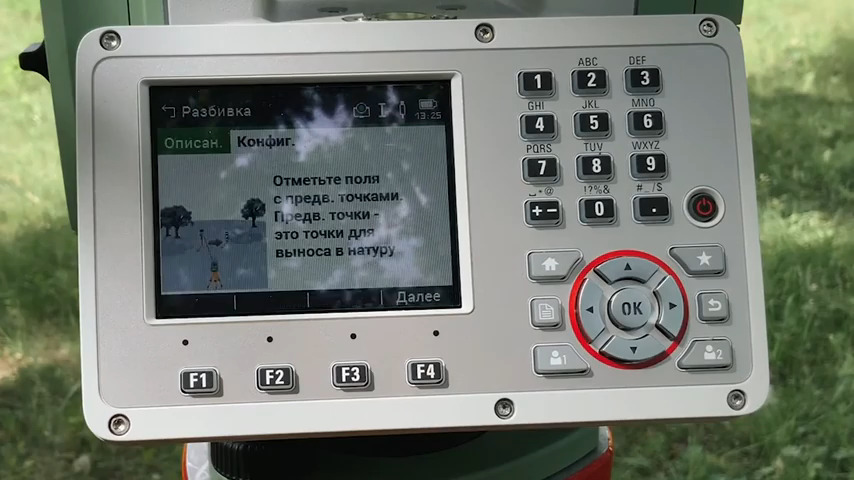 Разбивка
13:25
Описан. Конфиг.
Отметьте поля
с предв. точками.
Предв. точки -
это точки для
выноса в натуру
Далее
F1 F2 F3 F4
ABC DEF
1 2 3
GHI JKL MNO
4 5 6
PQRS TUV WXYZ
7 8 9
␣*@ !?%& #_/$
+- 0 .
OK
1 2